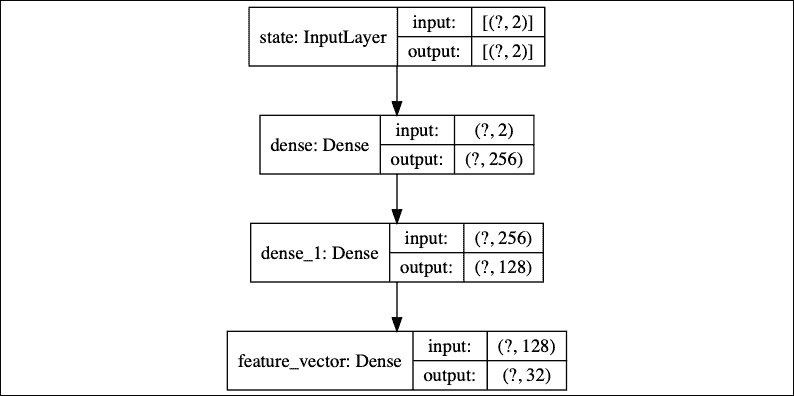 state: InputLayer
input:
[(?, 2)]
output:
[(?, 2)]
dense: Dense
input:
(?, 2)
output:
(?, 256)
dense_1: Dense
input:
(?, 256)
output:
(?, 128)
feature_vector: Dense
input:
(?, 128)
output:
(?, 32)